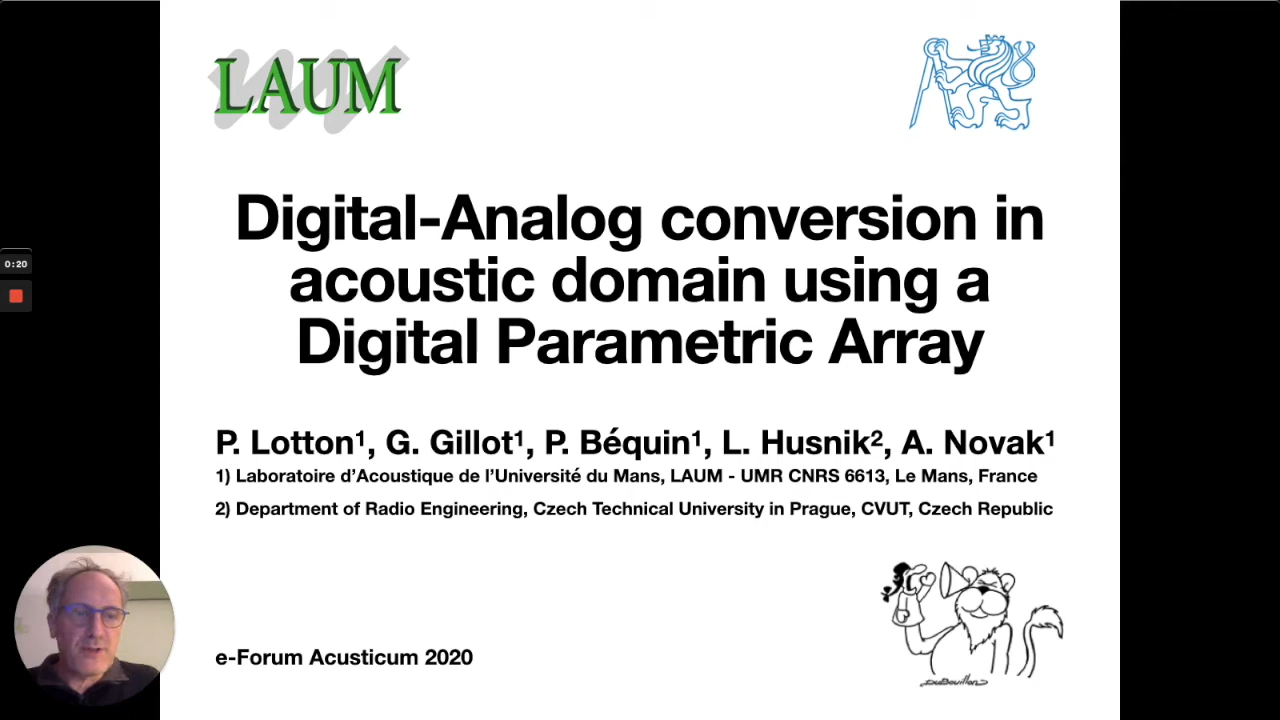 LAUM
Digital-Analog conversion in
acoustic domain using a
Digital Parametric Array
0:20
P. Lotton¹, G. Gillot¹, P. Béquin¹, L. Husnik², A. Novak¹
1) Laboratoire d’Acoustique de l’Université du Mans, LAUM - UMR CNRS 6613, Le Mans, France
2) Department of Radio Engineering, Czech Technical University in Prague, CVUT, Czech Republic
e-Forum Acusticum 2020